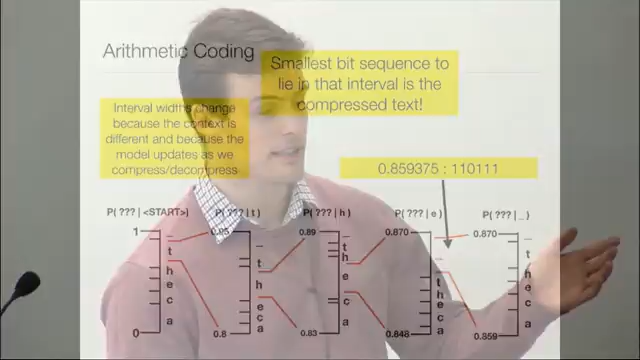 Arithmetic Coding
Smallest bit sequence to
lie in that interval is the
compressed text!
Interval widths change
because the context is
different and because the
model updates as we
compress/decompress
0.859375 : 110111
P( ??? | <START>)
P( ??? | t )
P( ??? | h )
P( ??? | e )
P( ??? | _ )
1
0.95
0.89
0.870
0.870
_
t
h
e
c
a
_
t
h
e
c
a
_
t
h
e
c
a
_
t
h
e
c
a
_
t
h
e
c
a
0
0.8
0.83
0.848
0.859